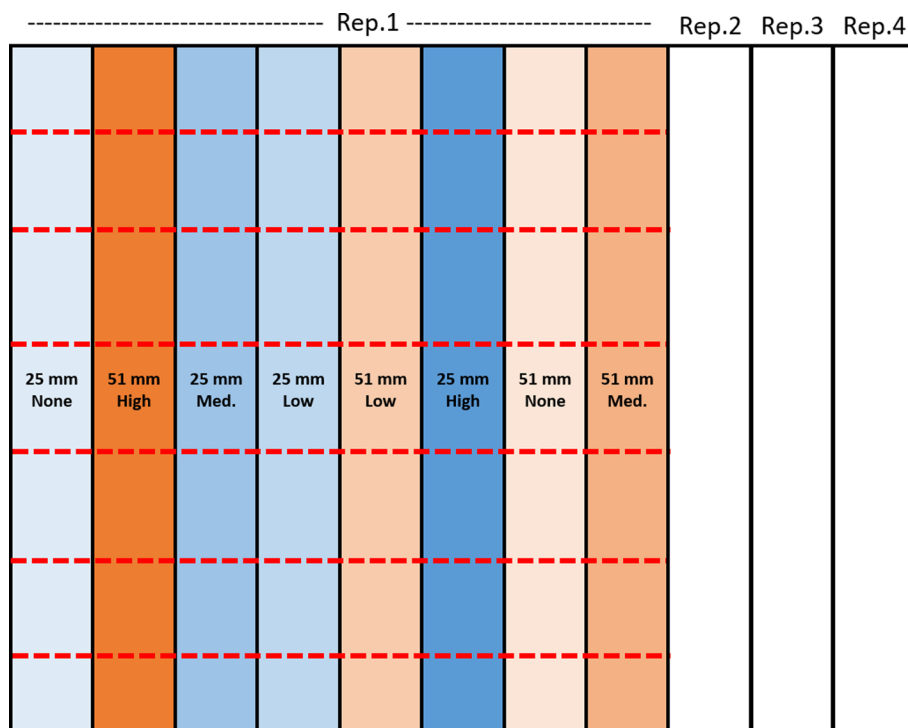 Rep.1
Rep.2
Rep.3
Rep.4
25 mm
None
51 mm
High
25 mm
Med.
25 mm
Low
51 mm
Low
25 mm
High
51 mm
None
51 mm
Med.